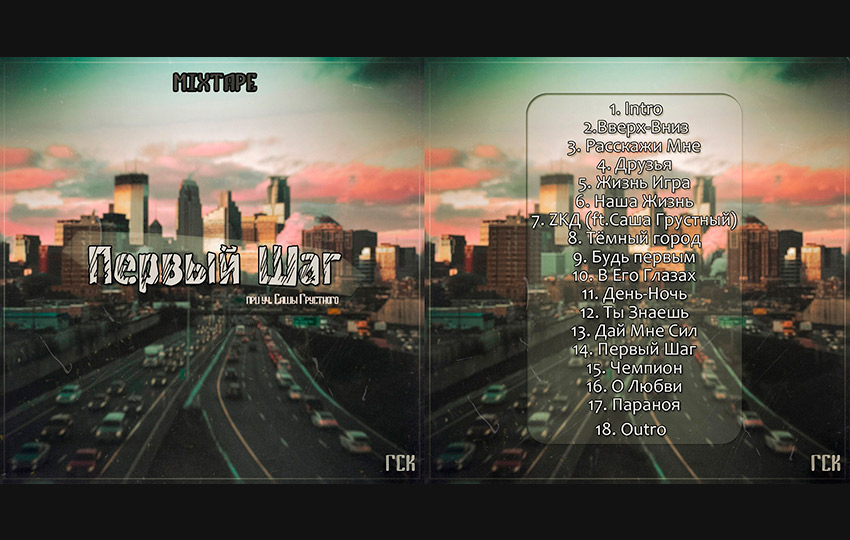 MIXTAPE
Первый Шаг
при уч. Саши Грустного
ГСК
1. Intro
2.Вверх-Вниз
3. Расскажи Мне
4. Друзья
5. Жизнь Игра
6. Наша Жизнь
7. ZКД (ft.Саша Грустный)
8. Тёмный город
9. Будь первым
10. В Его Глазах
11. День-Ночь
12. Ты Знаешь
13. Дай Мне Сил
14. Первый Шаг
15. Чемпион
16. О Любви
17. Параноя
18. Outro
ГСК